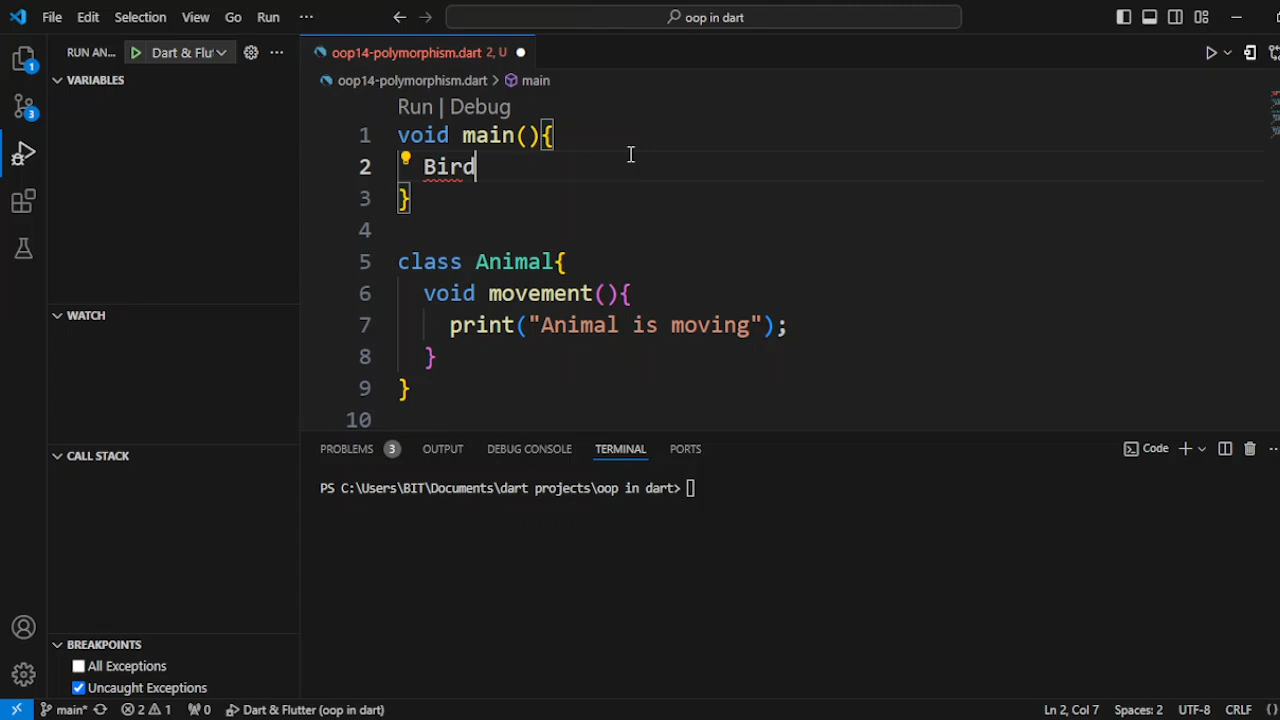 File Edit Selection View Go Run ··· oop in dart
RUN AN... Dart & Flut ···
oop14-polymorphism.dart 2, U
VARIABLES
oop14-polymorphism.dart > main
Run | Debug
1 void main(){
2 Bird
3 }
4
5 class Animal{
6 void movement(){
7 print("Animal is moving");
8 }
9 }
10
WATCH
CALL STACK
BREAKPOINTS
All Exceptions
Uncaught Exceptions
1
3
PROBLEMS 3 OUTPUT DEBUG CONSOLE TERMINAL PORTS
Code
PS C:\Users\BIT\Documents\dart projects\oop in dart>
main* 2 1 0 Dart & Flutter (oop in dart) Ln 2, Col 7 Spaces: 2 UTF-8 CRLF {}